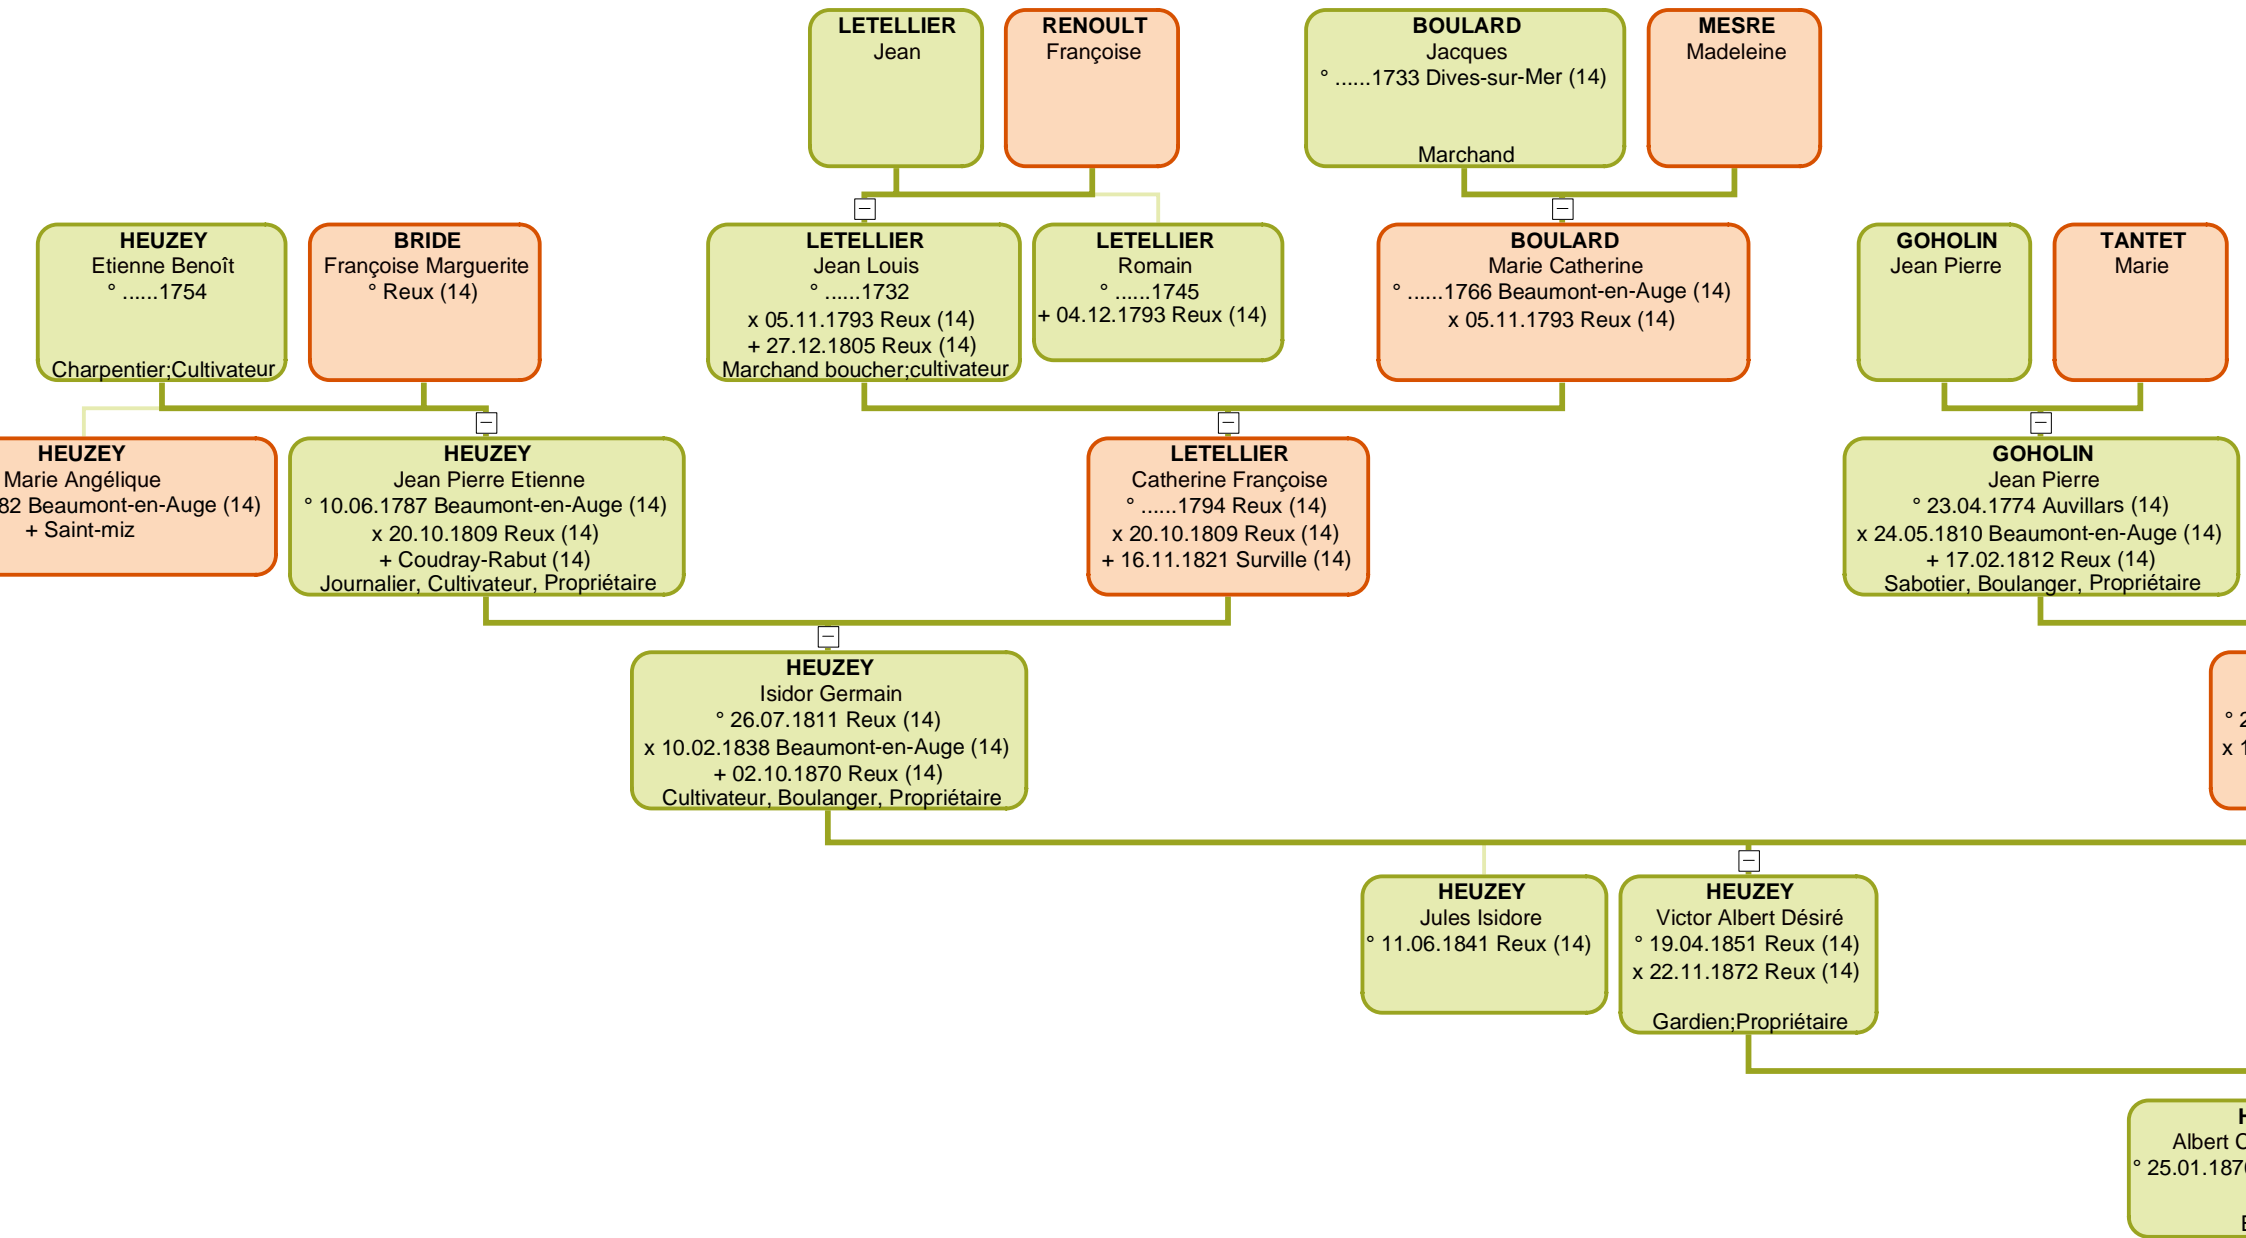 LETELLIER
Jean
RENOULT
Françoise
BOULARD
Jacques
° ......1733 Dives-sur-Mer (14)
Marchand
MESRE
Madeleine
HEUZEY
Etienne Benoît
° ......1754
Charpentier;Cultivateur
BRIDE
Françoise Marguerite
° Reux (14)
LETELLIER
Jean Louis
° ......1732
x 05.11.1793 Reux (14)
+ 27.12.1805 Reux (14)
Marchand boucher;cultivateur
LETELLIER
Romain
° ......1745
+ 04.12.1793 Reux (14)
BOULARD
Marie Catherine
° ......1766 Beaumont-en-Auge (14)
x 05.11.1793 Reux (14)
GOHOLIN
Jean Pierre
TANTET
Marie
HEUZEY
Marie Angélique
82 Beaumont-en-Auge (14)
+ Saint-miz
HEUZEY
Jean Pierre Etienne
° 10.06.1787 Beaumont-en-Auge (14)
x 20.10.1809 Reux (14)
+ Coudray-Rabut (14)
Journalier, Cultivateur, Propriétaire
LETELLIER
Catherine Françoise
° ......1794 Reux (14)
x 20.10.1809 Reux (14)
+ 16.11.1821 Surville (14)
GOHOLIN
Jean Pierre
° 23.04.1774 Auvillars (14)
x 24.05.1810 Beaumont-en-Auge (14)
+ 17.02.1812 Reux (14)
Sabotier, Boulanger, Propriétaire
HEUZEY
Isidor Germain
° 26.07.1811 Reux (14)
x 10.02.1838 Beaumont-en-Auge (14)
+ 02.10.1870 Reux (14)
Cultivateur, Boulanger, Propriétaire
° 2
x 1
HEUZEY
Jules Isidore
° 11.06.1841 Reux (14)
HEUZEY
Victor Albert Désiré
° 19.04.1851 Reux (14)
x 22.11.1872 Reux (14)
Gardien;Propriétaire
Albert
° 25.01.187